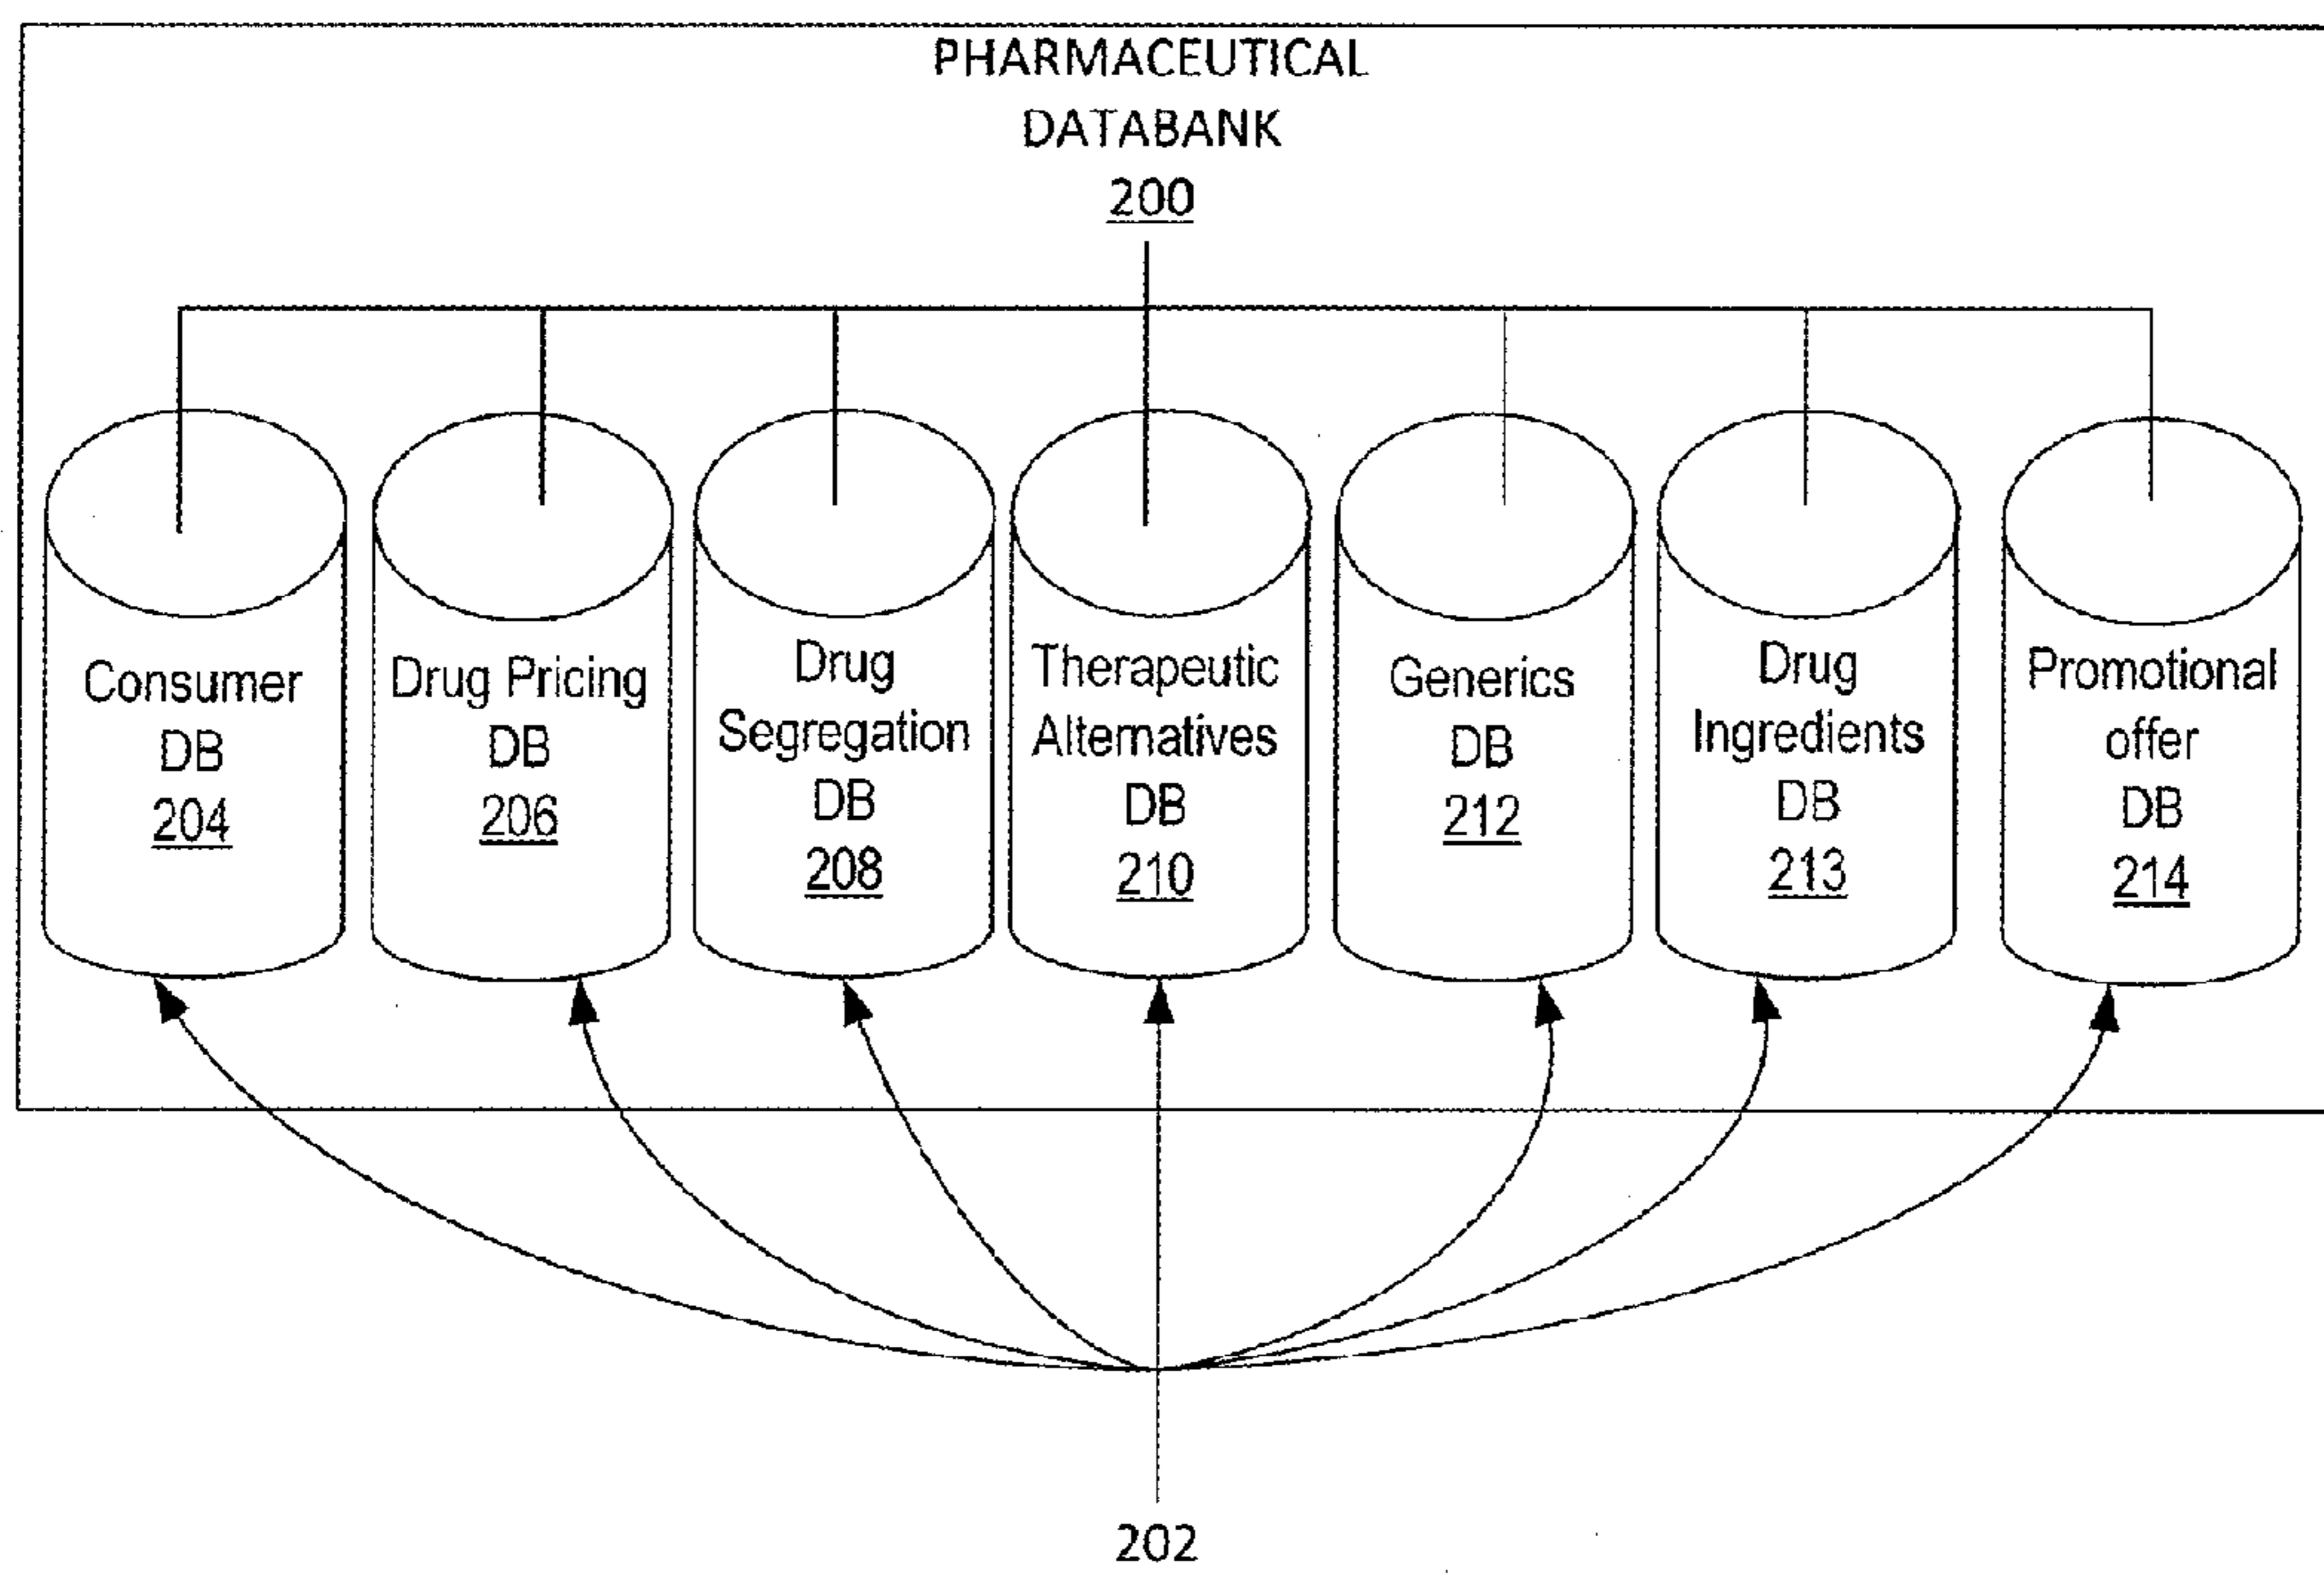 PHARMACEUTICAL
DATABANK
200
Consumer
DB
204
Drug Pricing
DB
206
Drug
Segregation
DB
208
Therapeutic
Alternatives
DB
210
Generics
DB
212
Drug
Ingredients
DB
213
Promotional
offer
DB
214
202